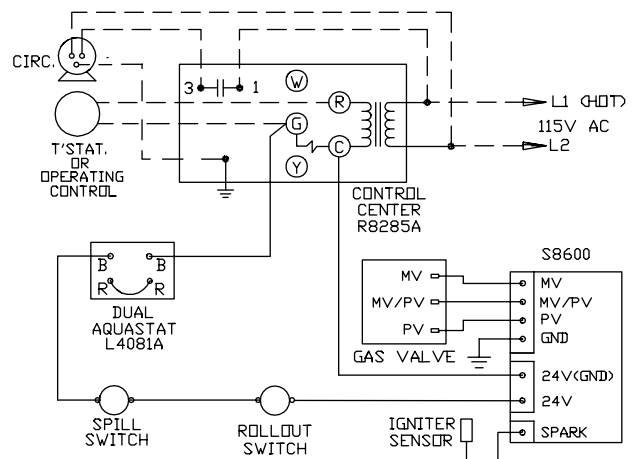 CIRC.
3
1
W
R
G
C
Y
L1 (HOT)
115V AC
L2
T'STAT.
OR
OPERATING
CONTROL
CONTROL
CENTER
R8285A
B
B
R
R
DUAL
AQUASTAT
L4081A
S8600
MV
MV/PV
PV
GAS VALVE
MV
MV/PV
PV
GND
24V(GND)
24V
SPARK
SPILL
SWITCH
ROLLOUT
SWITCH
IGNITER
SENSOR